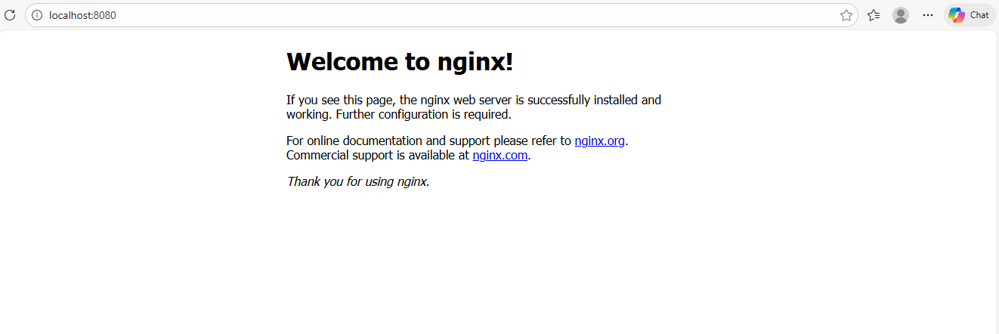 localhost:8080
Chat
Welcome to nginx!
If you see this page, the nginx web server is successfully installed and
working. Further configuration is required.
For online documentation and support please refer to nginx.org.
Commercial support is available at nginx.com.
Thank you for using nginx.